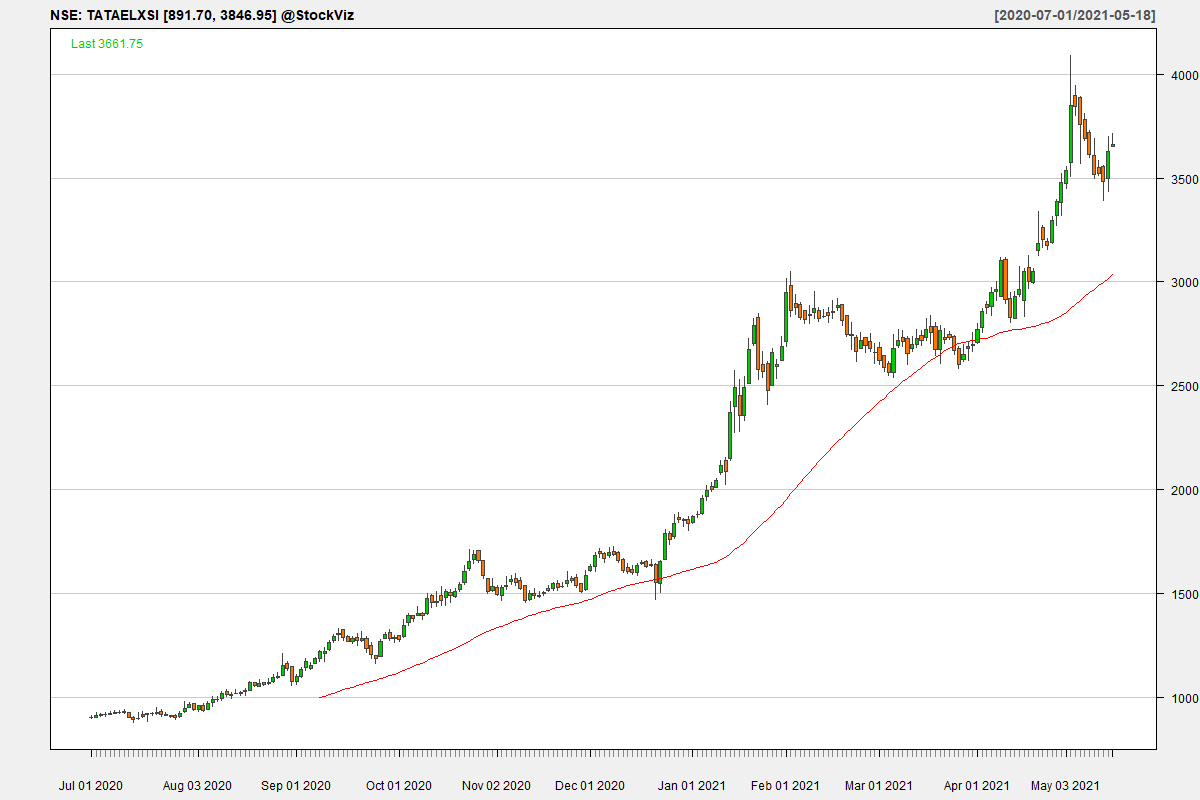 NSE: TATAELXSI [891.70, 3846.95] @StockViz [2020-07-01/2021-05-18]
Last 3661.75
4000
3500
3000
2500
2000
1500
1000
Jul 01 2020 Aug 03 2020 Sep 01 2020 Oct 01 2020 Nov 02 2020 Dec 01 2020 Jan 01 2021 Feb 01 2021 Mar 01 2021 Apr 01 2021 May 03 2021